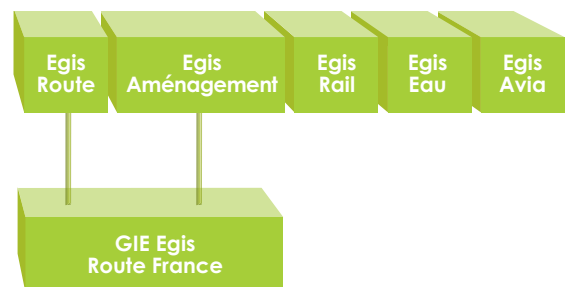 Egis
Route
Egis
Aménagement
Egis
Rail
Egis
Eau
Egis
Avia
GIE Egis
Route France